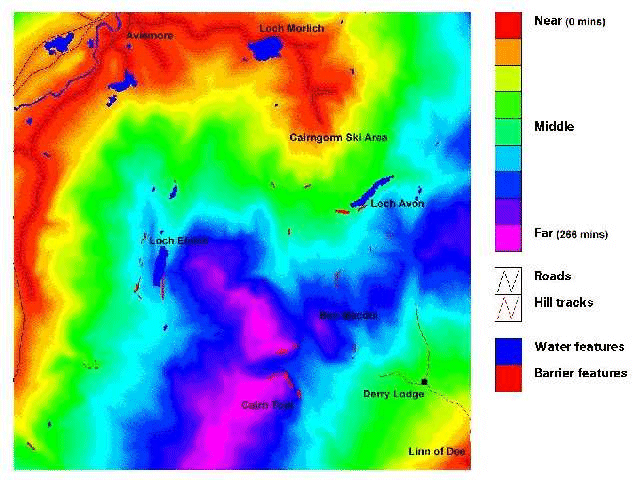 Aviemore
Loch Morlich
Cairngorm Ski Area
Loch Avon
Loch Einich
Ben Macdui
Cairn Toul
Derry Lodge
Linn of Dee
Near (0 mins)
Middle
Far (266 mins)
Roads
Hill tracks
Water features
Barrier features